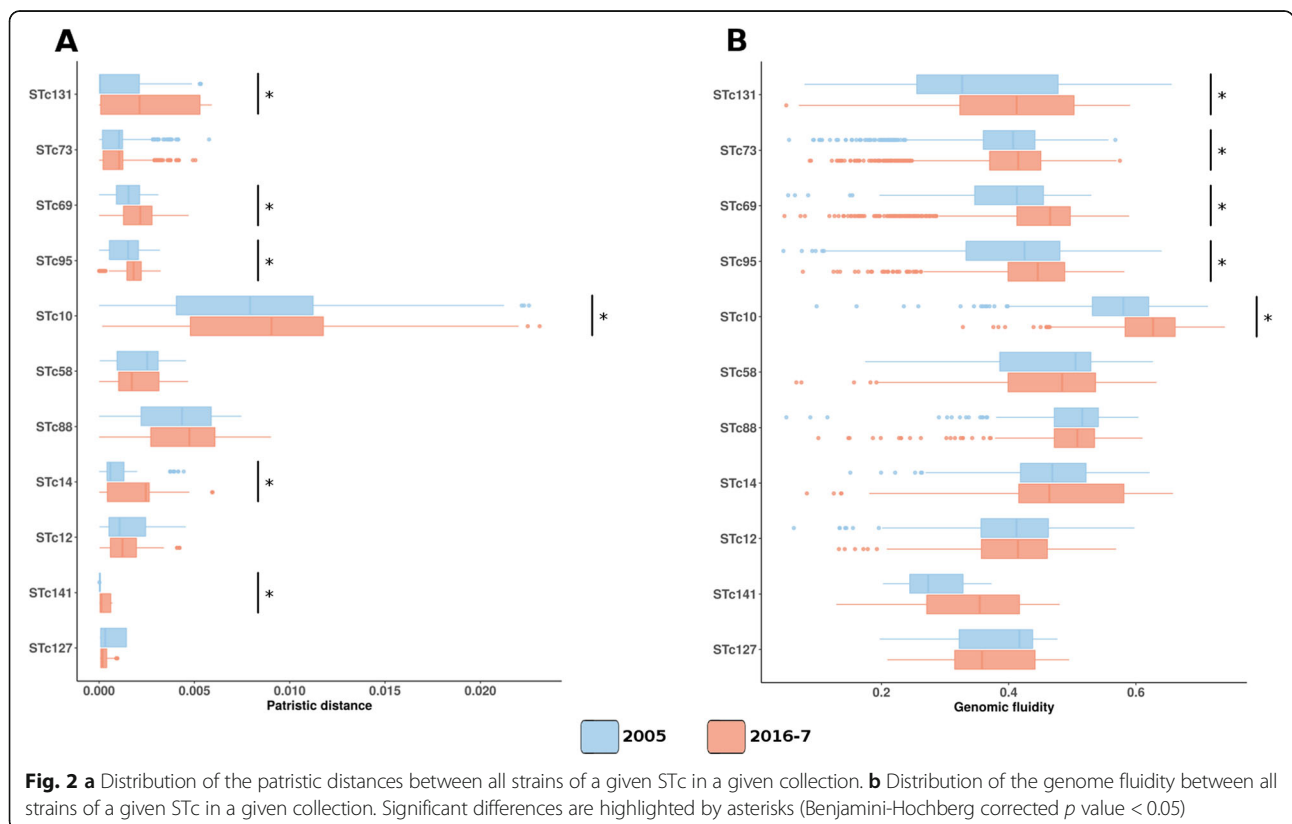 A
STc131
*
STc73
STc69
*
STc95
*
STc10
*
STc58
STc88
STc14
*
STc12
STc141
*
STc127
0.000 0.005 0.010 0.015 0.020
Patristic distance
B
STc131
*
STc73
*
STc69
*
STc95
*
STc10
*
STc58
STc88
STc14
STc12
STc141
STc127
0.2 0.4 0.6
Genomic fluidity
2005 2016-7
Fig. 2 a Distribution of the patristic distances between all strains of a given STc in a given collection. b Distribution of the genome fluidity between all
strains of a given STc in a given collection. Significant differences are highlighted by asterisks (Benjamini-Hochberg corrected p value < 0.05)